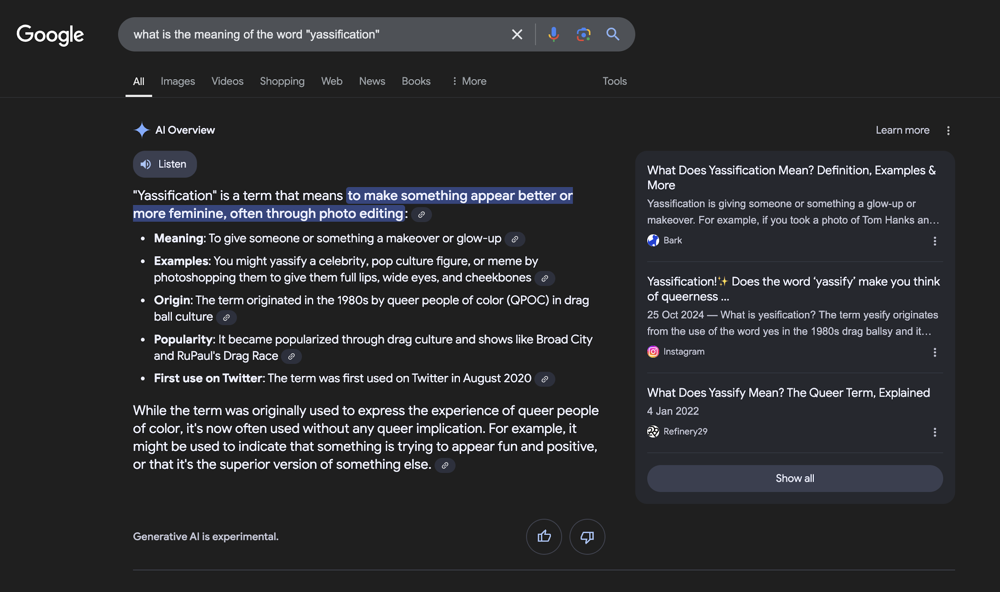 Google
what is the meaning of the word "yassification"
All Images Videos Shopping Web News Books More Tools
AI Overview
Learn more
Listen
"Yassification" is a term that means to make something appear better or
more feminine, often through photo editing:
• Meaning: To give someone or something a makeover or glow-up
• Examples: You might yassify a celebrity, pop culture figure, or meme by
photoshopping them to give them full lips, wide eyes, and cheekbones
• Origin: The term originated in the 1980s by queer people of color (QPOC) in drag
ball culture
• Popularity: It became popularized through drag culture and shows like Broad City
and RuPaul's Drag Race
• First use on Twitter: The term was first used on Twitter in August 2020
While the term was originally used to express the experience of queer people
of color, it's now often used without any queer implication. For example, it
might be used to indicate that something is trying to appear fun and positive,
or that it's the superior version of something else.
What Does Yassification Mean? Definition, Examples &
More
Yassification is giving someone or something a glow-up or
makeover. For example, if you took a photo of Tom Hanks an...
Bark
Yassification!✨ Does the word ‘yassify’ make you think
of queerness ...
25 Oct 2024 — What is yesification? The term yesify originates
from the use of the word yes in the 1980s drag ballsy and it...
Instagram
What Does Yassify Mean? The Queer Term, Explained
4 Jan 2022
29 Refinery29
Show all
Generative AI is experimental.